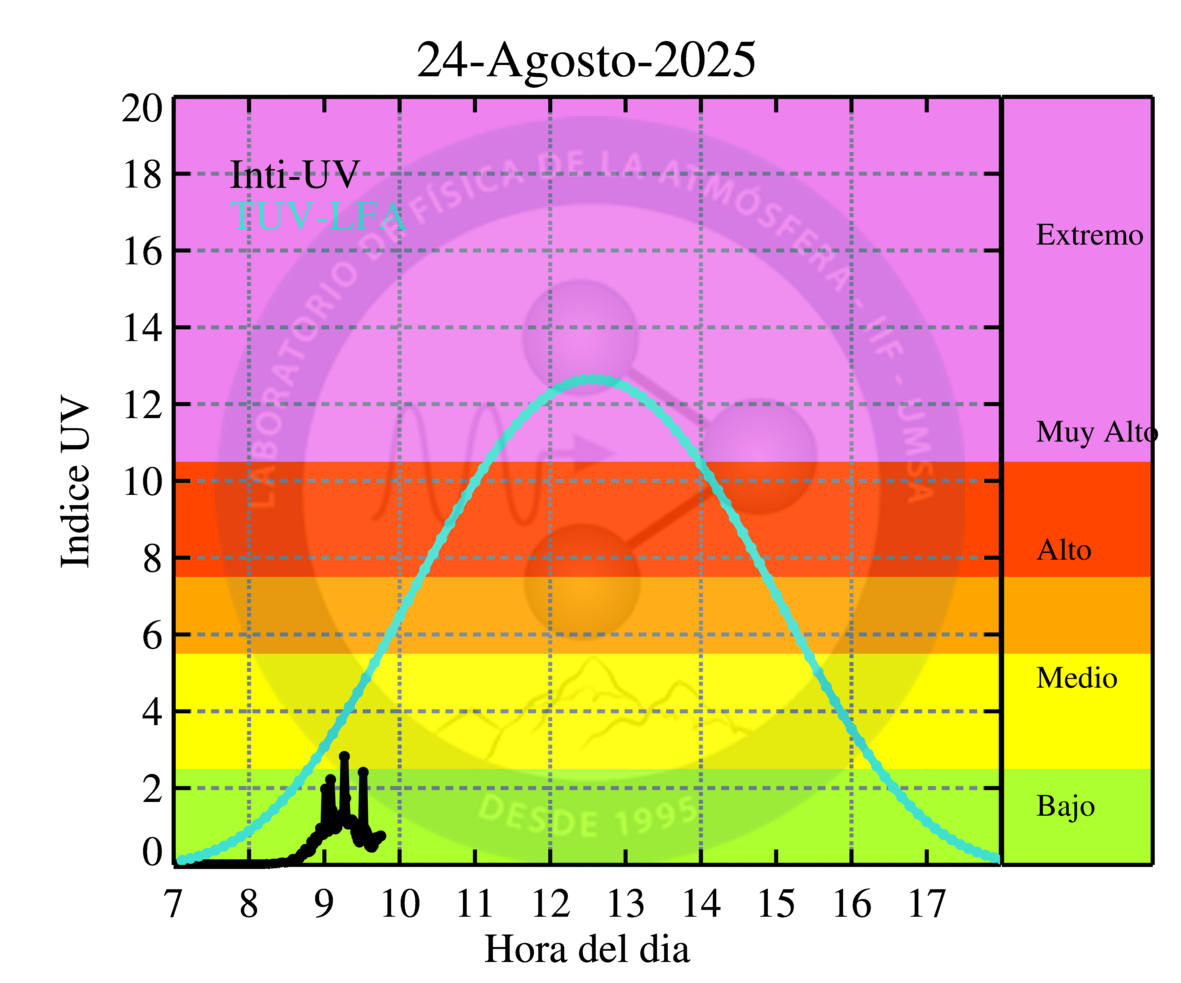 24-Agosto-2025
20
18
16
14
12
10
8
6
4
2
0
Indice UV
Inti-UV
TUV-LFA
LABORATORIO DE FÍSICA DE LA ATMÓSFERA - IIF - UMSA
DESDE 1995
Extremo
Muy Alto
Alto
Medio
Bajo
7 8 9 10 11 12 13 14 15 16 17
Hora del dia